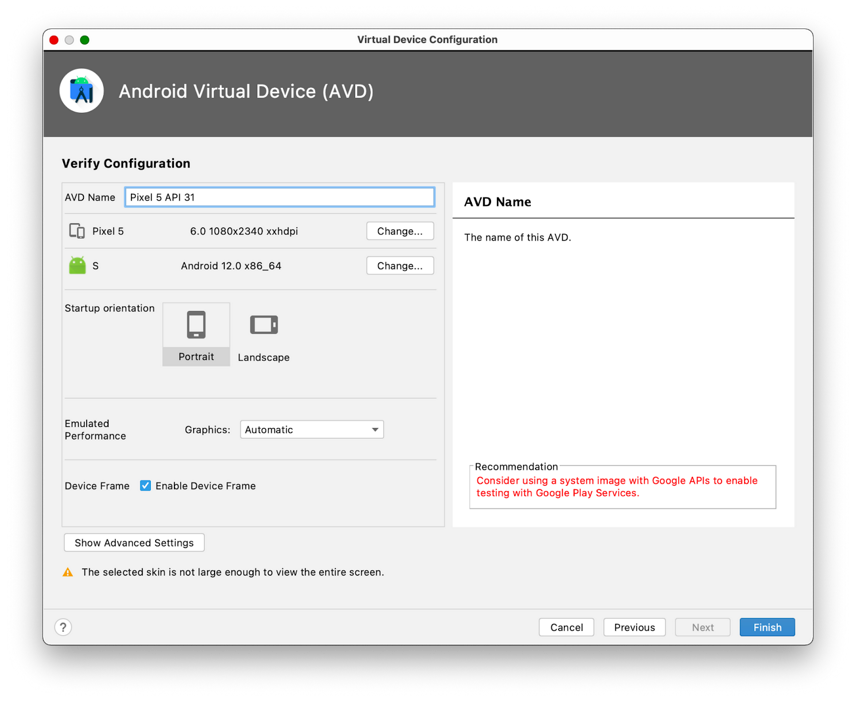 Virtual Device Configuration
Android Virtual Device (AVD)
Verify Configuration
AVD Name Pixel 5 API 31
Pixel 5 6.0 1080x2340 xxhdpi Change...
S Android 12.0 x86_64 Change...
Startup orientation
Portrait
Landscape
Emulated
Performance
Graphics: Automatic
Device Frame Enable Device Frame
Show Advanced Settings
The selected skin is not large enough to view the entire screen.
AVD Name
The name of this AVD.
Recommendation
Consider using a system image with Google APIs to enable
testing with Google Play Services.
? Cancel Previous Next Finish